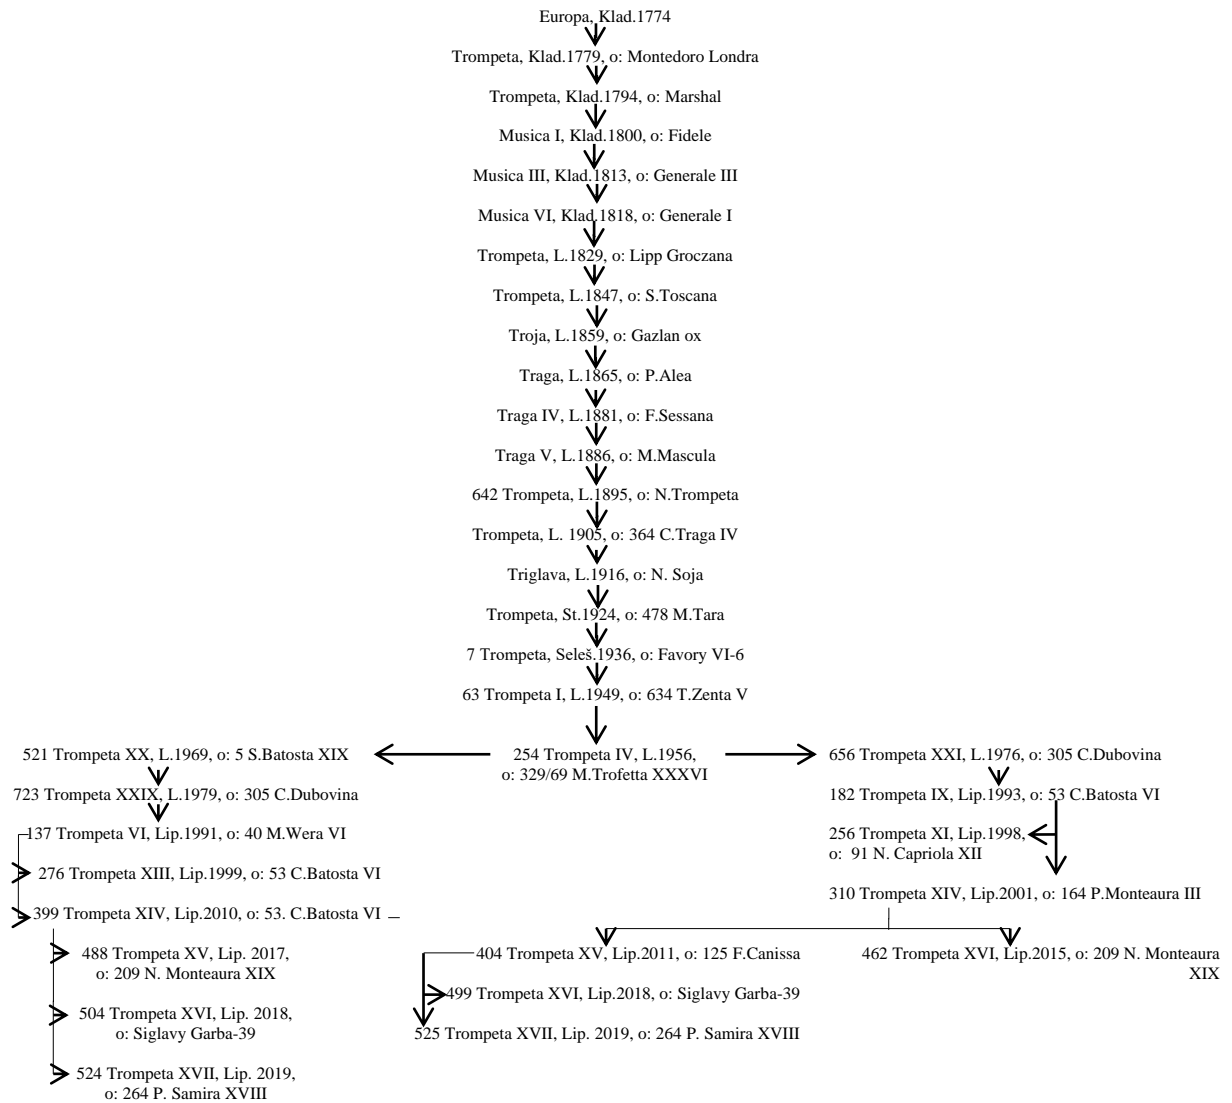 Europa, Klad.1774
Trompeta, Klad.1779, o: Montedoro Londra
Trompeta, Klad.1794, o: Marshal
Musica I, Klad.1800, o: Fidele
Musica III, Klad.1813, o: Generale III
Musica VI, Klad.1818, o: Generale I
Trompeta, L.1829, o: Lipp Groczana
Trompeta, L.1847, o: S.Toscana
Troja, L.1859, o: Gazlan ox
Traga, L.1865, o: P.Alea
Traga IV, L.1881, o: F.Sessana
Traga V, L.1886, o: M.Mascula
642 Trompeta, L.1895, o: N.Trompeta
Trompeta, L. 1905, o: 364 C.Traga IV
Triglava, L.1916, o: N. Soja
Trompeta, St.1924, o: 478 M.Tara
7 Trompeta, Seleš.1936, o: Favory VI-6
63 Trompeta I, L.1949, o: 634 T.Zenta V
254 Trompeta IV, L.1956,
o: 329/69 M.Trofetta XXXVI
521 Trompeta XX, L.1969, o: 5 S.Batosta XIX
723 Trompeta XXIX, L.1979, o: 305 C.Dubovina
137 Trompeta VI, Lip.1991, o: 40 M.Wera VI
276 Trompeta XIII, Lip.1999, o: 53 C.Batosta VI
399 Trompeta XIV, Lip.2010, o: 53. C.Batosta VI
488 Trompeta XV, Lip. 2017,
o: 209 N. Monteaura XIX
504 Trompeta XVI, Lip. 2018,
o: Siglavy Garba-39
524 Trompeta XVII, Lip. 2019,
o: 264 P. Samira XVIII
656 Trompeta XXI, L.1976, o: 305 C.Dubovina
182 Trompeta IX, Lip.1993, o: 53 C.Batosta VI
256 Trompeta XI, Lip.1998,
o: 91 N. Capriola XII
310 Trompeta XIV, Lip.2001, o: 164 P.Monteaura III
404 Trompeta XV, Lip.2011, o: 125 F.Canissa
499 Trompeta XVI, Lip.2018, o: Siglavy Garba-39
525 Trompeta XVII, Lip. 2019, o: 264 P. Samira XVIII
462 Trompeta XVI, Lip.2015, o: 209 N. Monteaura
XIX